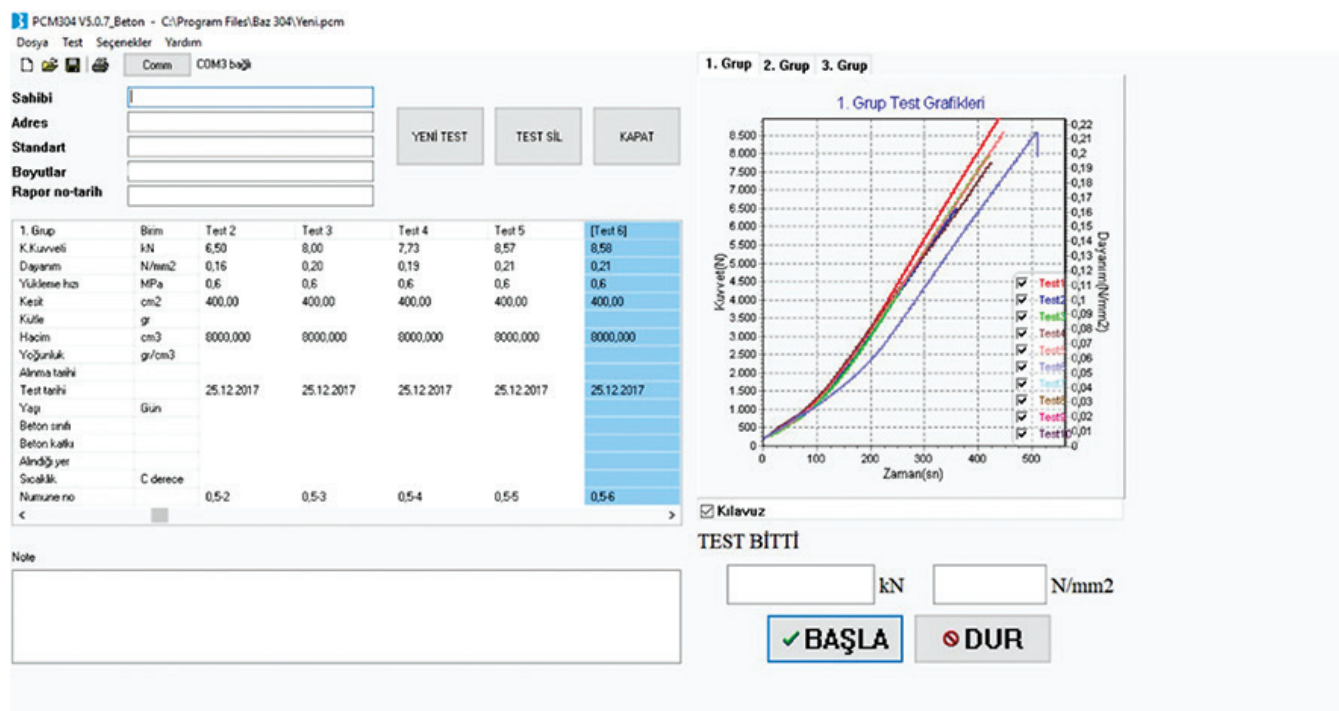 PCM304 V5.0.7_Beton - C:\Program Files\Baz 304\Yeni.pcm
Dosya Test Seçenekler Yardım
Comm COM3 bağlı
Sahibi
Adres
Standart
Boyutlar
Rapor no-tarih
YENİ TEST TEST SİL KAPAT
1. Grup Birim Test 2 Test 3 Test 4 Test 5 [Test 6]
K.Kuvveti kN 6,50 8,00 7,73 8,57 8,58
Dayanım N/mm2 0,16 0,20 0,19 0,21 0,21
Yükleme hızı MPa 0,6 0,6 0,6 0,6 0,6
Kesit cm2 400,00 400,00 400,00 400,00 400,00
Kütle gr
Hacim cm3 8000,000 8000,000 8000,000 8000,000 8000,000
Yoğunluk gr/cm3
Alınma tarihi
Test tarihi 25.12.2017 25.12.2017 25.12.2017 25.12.2017 25.12.2017
Yaşı Gün
Beton sınıfı
Beton katkı
Alındığı yer
Sıcaklık C derece
Numune no 0,5-2 0,5-3 0,5-4 0,5-5 0,5-6
Note
1. Grup 2. Grup 3. Grup
1. Grup Test Grafikleri
Kuvvet(N)
8.500
8.000
7.500
7.000
6.500
6.000
5.500
5.000
4.500
4.000
3.500
3.000
2.500
2.000
1.500
1.000
500
0
0 100 200 300 400 500
Zaman(sn)
0,22
0,21
0,2
0,19
0,18
0,17
0,16
0,15
0,14
0,13
0,12
0,11
0,1
0,09
0,08
0,07
0,06
0,05
0,04
0,03
0,02
0,01
0
Dayanım(N/mm2)
Test1
Test2
Test3
Test4
Test5
Test6
Test7
Test8
Test9
Test10
Kılavuz
TEST BİTTİ
kN N/mm2
BAŞLA DUR